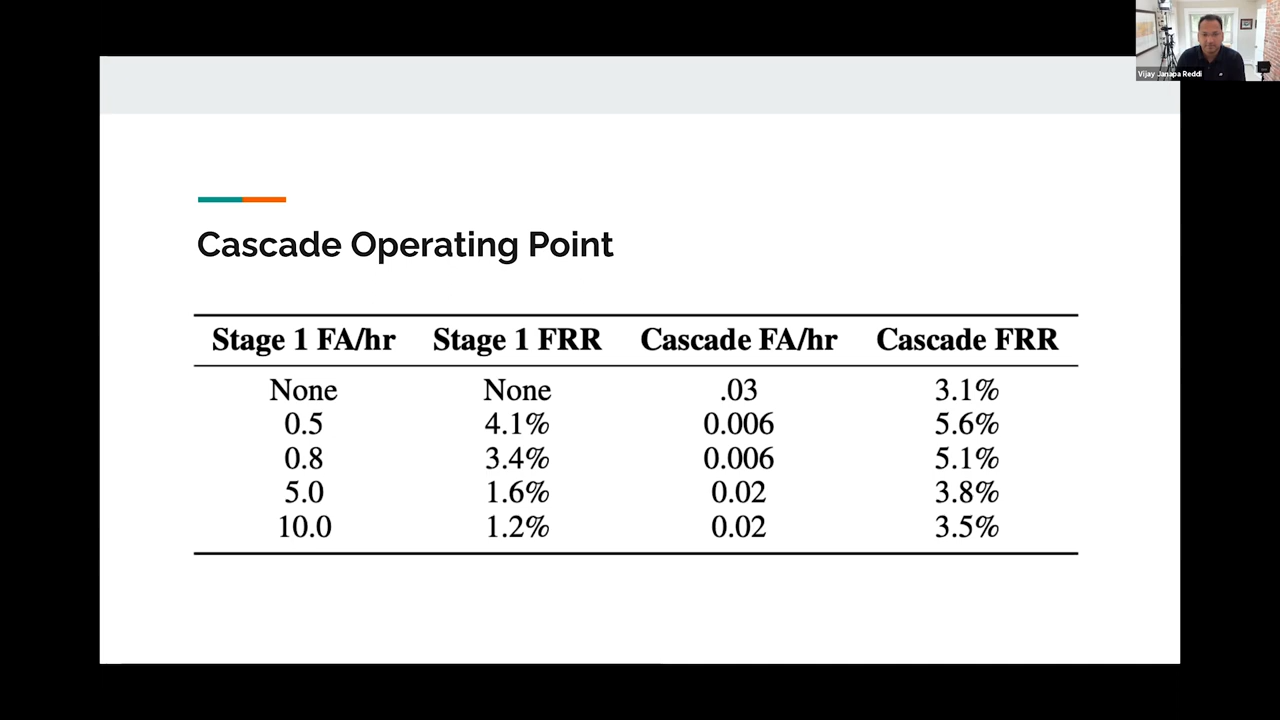 Vijay Janapa Reddi
Cascade Operating Point
Stage 1 FA/hr Stage 1 FRR Cascade FA/hr Cascade FRR
None None .03 3.1%
0.5 4.1% 0.006 5.6%
0.8 3.4% 0.006 5.1%
5.0 1.6% 0.02 3.8%
10.0 1.2% 0.02 3.5%